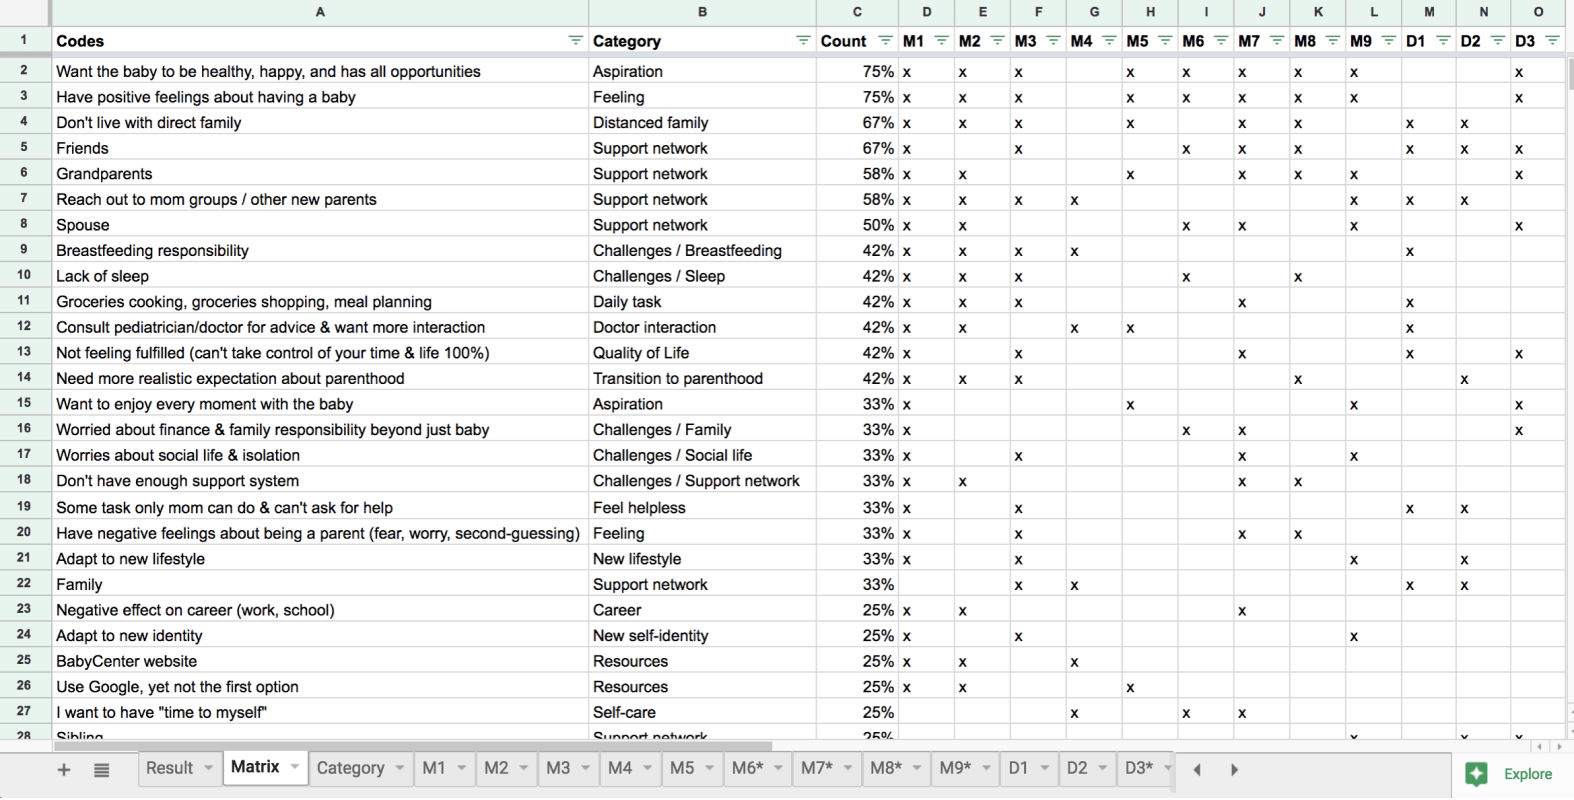 A B C D E F G H I J K L M N O
1 Codes Category Count M1 M2 M3 M4 M5 M6 M7 M8 M9 D1 D2 D3
2 Want the baby to be healthy, happy, and has all opportunities Aspiration 75% x x x x x x x x x
3 Have positive feelings about having a baby Feeling 75% x x x x x x x x x
4 Don't live with direct family Distanced family 67% x x x x x x x x
5 Friends Support network 67% x x x x x x x x
6 Grandparents Support network 58% x x x x x x x
7 Reach out to mom groups / other new parents Support network 58% x x x x x x x
8 Spouse Support network 50% x x x x x x
9 Breastfeeding responsibility Challenges / Breastfeeding 42% x x x x x
10 Lack of sleep Challenges / Sleep 42% x x x x x
11 Groceries cooking, groceries shopping, meal planning Daily task 42% x x x x x
12 Consult pediatrician/doctor for advice & want more interaction Doctor interaction 42% x x x x x
13 Not feeling fulfilled (can't take control of your time & life 100%) Quality of Life 42% x x x x x
14 Need more realistic expectation about parenthood Transition to parenthood 42% x x x x x
15 Want to enjoy every moment with the baby Aspiration 33% x x x x
16 Worried about finance & family responsibility beyond just baby Challenges / Family 33% x x x x
17 Worries about social life & isolation Challenges / Social life 33% x x x x
18 Don't have enough support system Challenges / Support network 33% x x x x
19 Some task only mom can do & can't ask for help Feel helpless 33% x x x x
20 Have negative feelings about being a parent (fear, worry, second-guessing) Feeling 33% x x x x
21 Adapt to new lifestyle New lifestyle 33% x x x x
22 Family Support network 33% x x x x
23 Negative effect on career (work, school) Career 25% x x x
24 Adapt to new identity New self-identity 25% x x x
25 BabyCenter website Resources 25% x x x
26 Use Google, yet not the first option Resources 25% x x x
27 I want to have "time to myself" Self-care 25% x x x
28 Sibling Support network 25% x x x
+ Result Matrix Category M1 M2 M3 M4 M5 M6* M7* M8* M9* D1 D2 D3* Explore